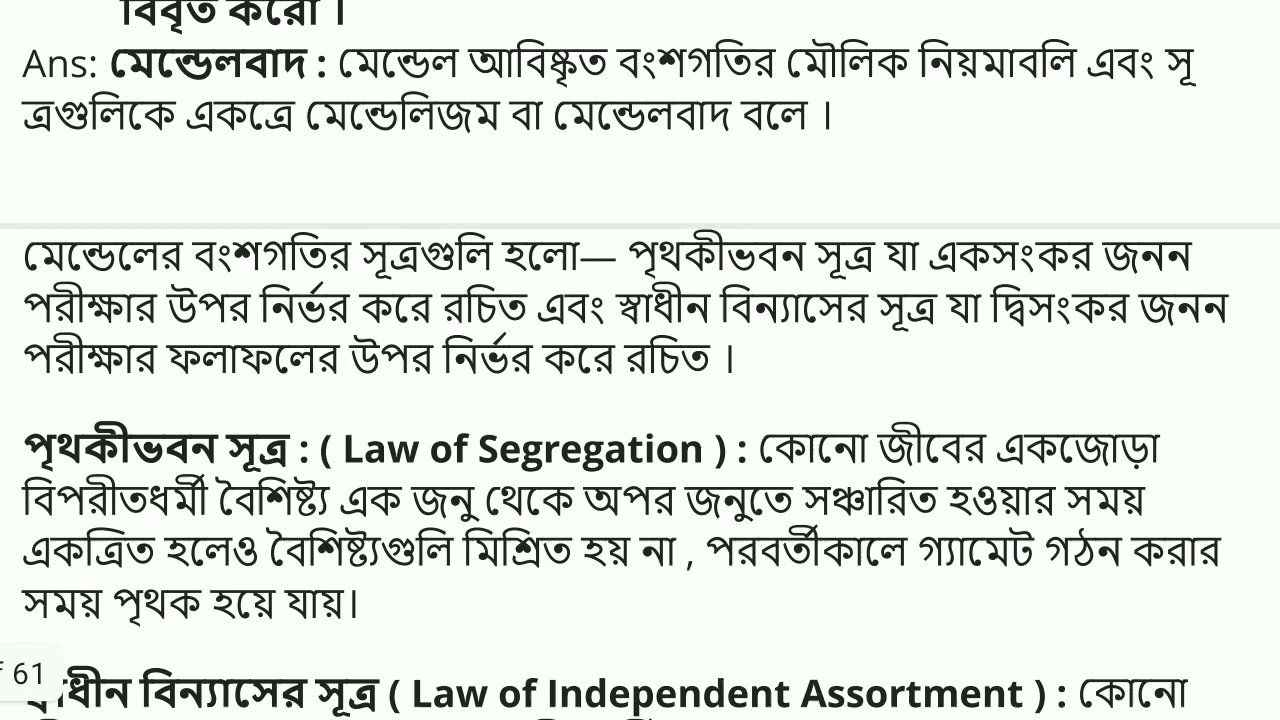 বিবৃত করো ।
Ans: মেন্ডেলবাদ : মেন্ডেল আবিষ্কৃত বংশগতির মৌলিক নিয়মাবলি এবং সূ
ত্রগুলিকে একত্রে মেন্ডেলিজম বা মেন্ডেলবাদ বলে ।
মেন্ডেলের বংশগতির সূত্রগুলি হলো— পৃথকীভবন সূত্র যা একসংকর জনন
পরীক্ষার উপর নির্ভর করে রচিত এবং স্বাধীন বিন্যাসের সূত্র যা দ্বিসংকর জনন
পরীক্ষার ফলাফলের উপর নির্ভর করে রচিত ।
পৃথকীভবন সূত্র : ( Law of Segregation ) : কোনো জীবের একজোড়া
বিপরীতধর্মী বৈশিষ্ট্য এক জনু থেকে অপর জনুতে সঞ্চারিত হওয়ার সময়
একত্রিত হলেও বৈশিষ্ট্যগুলি মিশ্রিত হয় না , পরবর্তীকালে গ্যামেট গঠন করার
সময় পৃথক হয়ে যায়।
61
স্বাধীন বিন্যাসের সূত্র ( Law of Independent Assortment ) : কোনো